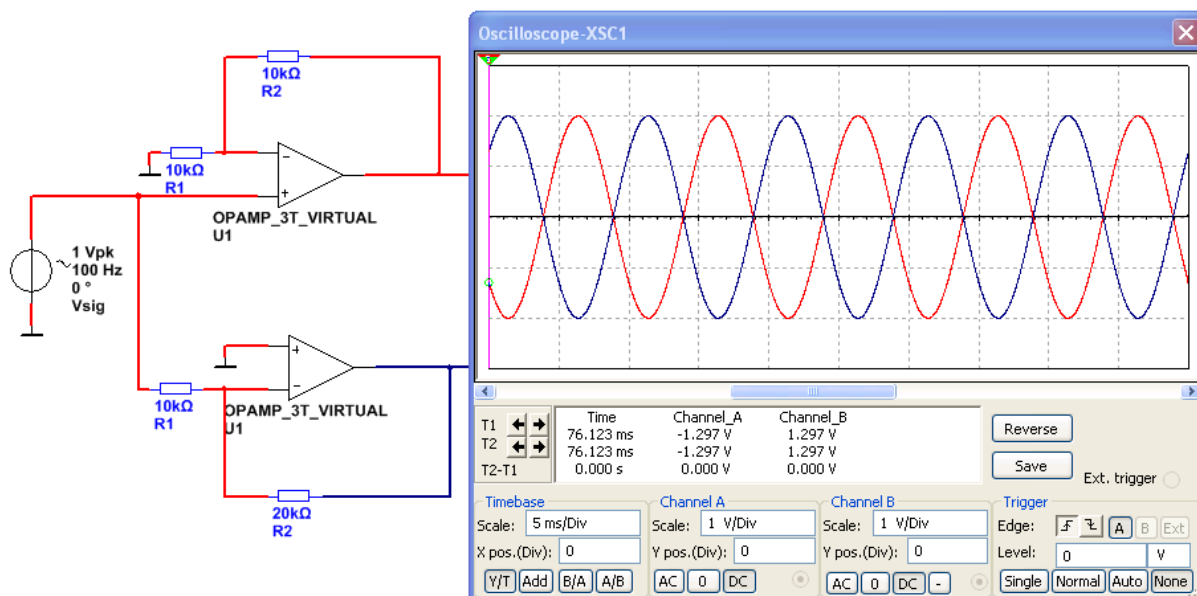 10kΩ
R2
10kΩ
R1
−
+
OPAMP_3T_VIRTUAL
U1
1 Vpk
100 Hz
0 °
Vsig
~
+
−
10kΩ
R1
OPAMP_3T_VIRTUAL
U1
20kΩ
R2
Oscilloscope-XSC1
Time Channel_A Channel_B
T1 76.123 ms -1.297 V 1.297 V
T2 76.123 ms -1.297 V 1.297 V
T2-T1 0.000 s 0.000 V 0.000 V
Reverse
Save
Ext. trigger
Timebase
Scale: 5 ms/Div
X pos.(Div): 0
Y/T Add B/A A/B
Channel A
Scale: 1 V/Div
Y pos.(Div): 0
AC 0 DC
Channel B
Scale: 1 V/Div
Y pos.(Div): 0
AC 0 DC -
Trigger
Edge: A B Ext
Level: 0 V
Single Normal Auto None